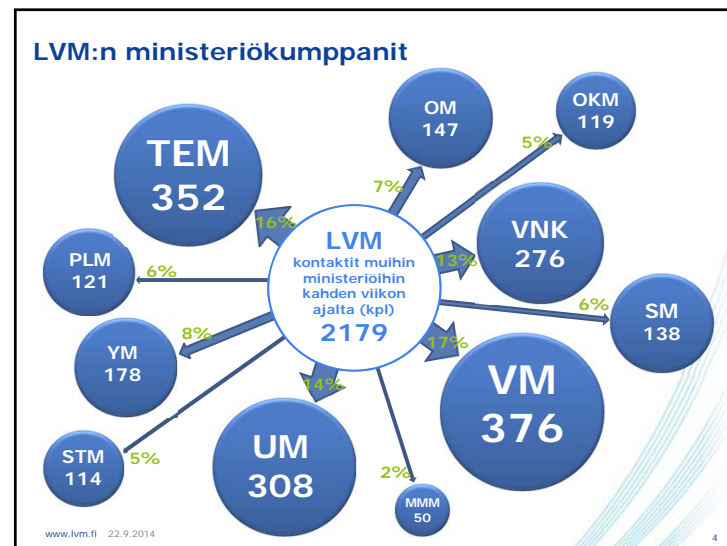 LVM:n ministeriökumppanit
OM
147
OKM
119
5%
TEM
352
7%
16%
VNK
276
13%
LVM
kontaktit muihin
ministeriöihin
kahden viikon
ajalta (kpl)
2179
PLM
121
6%
6%
SM
138
YM
178
8%
17%
VM
376
14%
UM
308
STM
114
5%
2%
MMM
50
www.lvm.fi 22.9.2014
4